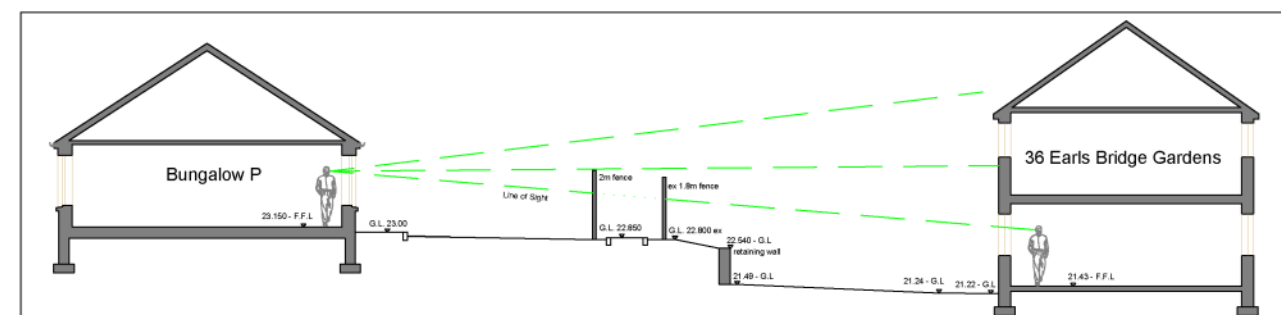 Bungalow P
36 Earls Bridge Gardens
2m fence
ex 1.8m fence
Line of Sight
23.150 - F.F.L
G.L. 23.00
G.L. 22.850
G.L. 22.800 ex
22.540 - G.L
retaining wall
21.49 - G.L
21.24 - G.L
21.22 - G.L
21.43 - F.F.L